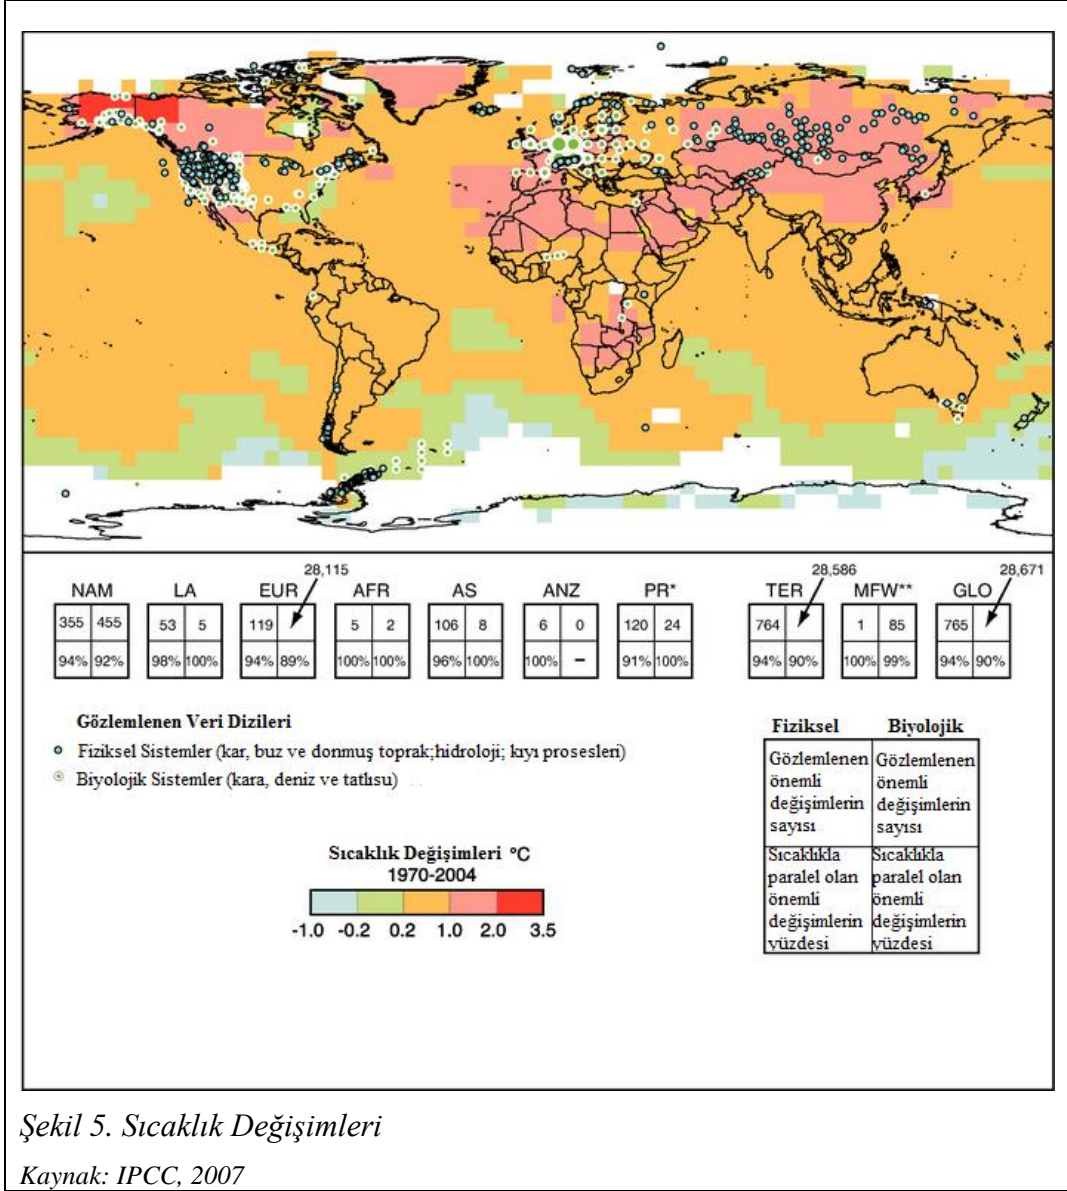 28,115 28,586 28,671
NAM LA EUR AFR AS ANZ PR* TER MFW** GLO
355 455 53 5 119 5 2 106 8 6 0 120 24 764 1 85 765
94% 92% 98% 100% 94% 89% 100% 100% 96% 100% 100% – 91% 100% 94% 90% 100% 99% 94% 90%
Gözlemlenen Veri Dizileri
Fiziksel Sistemler (kar, buz ve donmuş toprak;hidroloji; kıyı prosesleri)
Biyolojik Sistemler (kara, deniz ve tatlısu)
Sıcaklık Değişimleri °C
1970-2004
-1.0 -0.2 0.2 1.0 2.0 3.5
Fiziksel Biyolojik
Gözlemlenen Gözlemlenen
önemli önemli
değişimlerin değişimlerin
sayısı sayısı
Sıcaklıkla Sıcaklıkla
paralel olan paralel olan
önemli önemli
değişimlerin değişimlerin
yüzdesi yüzdesi
Şekil 5. Sıcaklık Değişimleri
Kaynak: IPCC, 2007